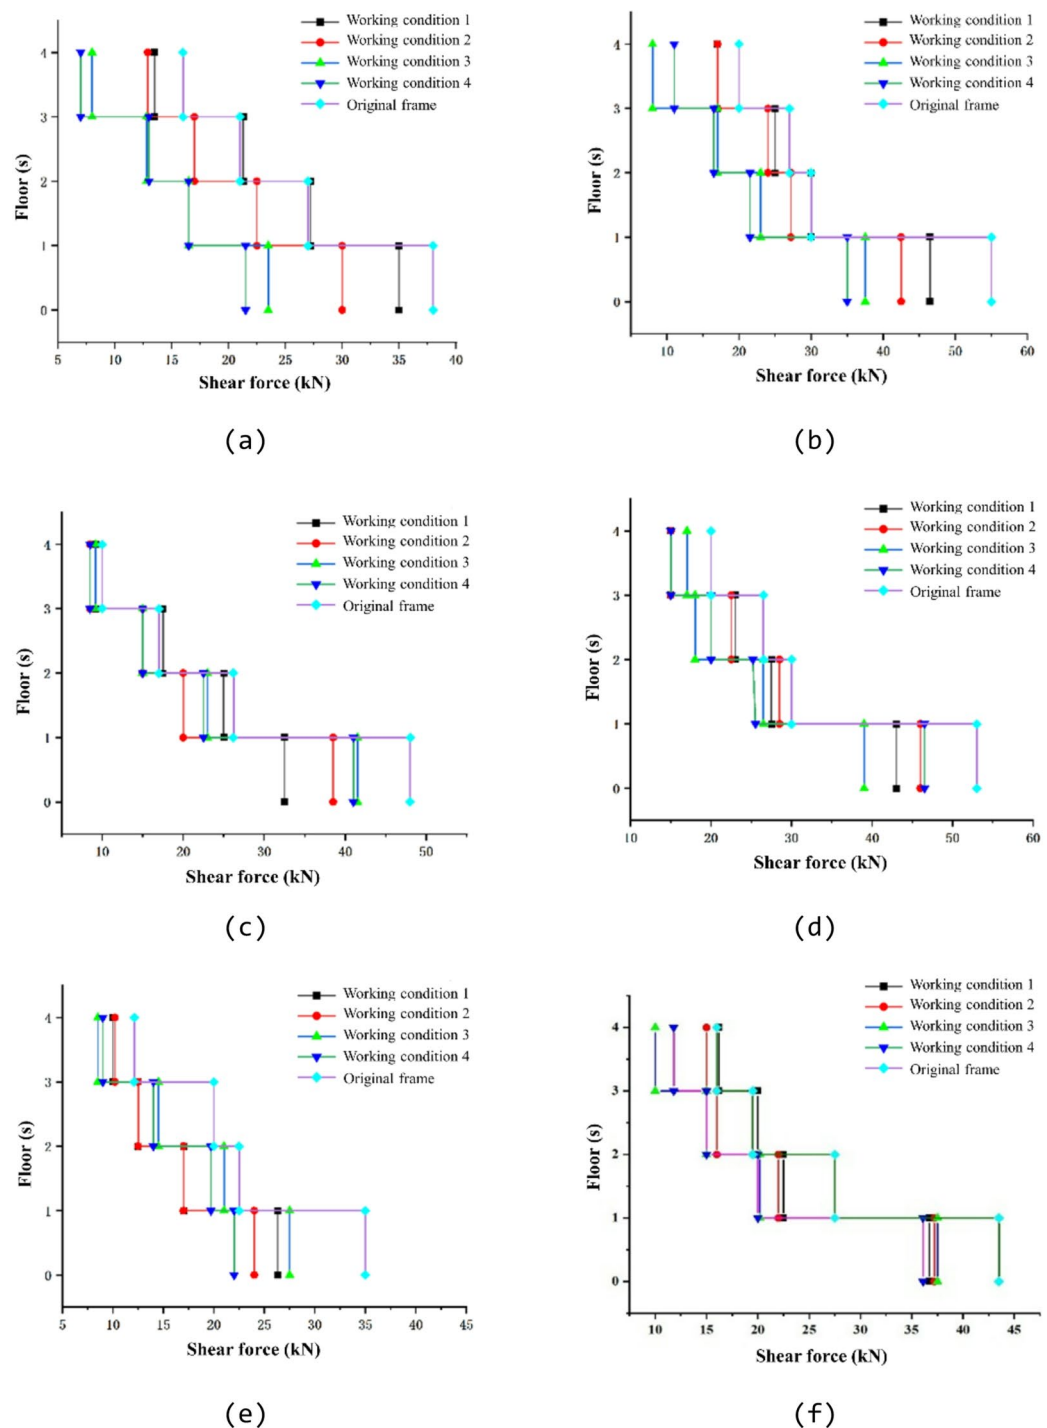 Working condition 1
Working condition 2
Working condition 3
Working condition 4
Original frame
4
3
2
1
0
Floor (s)
5 10 15 20 25 30 35 40
Shear force (kN)
(a)
Working condition 1
Working condition 2
Working condition 3
Working condition 4
Original frame
4
3
2
1
0
Floor (s)
10 20 30 40 50 60
Shear force (kN)
(b)
Working condition 1
Working condition 2
Working condition 3
Working condition 4
Original frame
4
3
2
1
0
Floor (s)
10 20 30 40 50
Shear force (kN)
(c)
Working condition 1
Working condition 2
Working condition 3
Working condition 4
Original frame
4
3
2
1
0
Floor (s)
10 20 30 40 50 60
Shear force (kN)
(d)
Working condition 1
Working condition 2
Working condition 3
Working condition 4
Original frame
4
3
2
1
0
Floor (s)
5 10 15 20 25 30 35 40 45
Shear force (kN)
(e)
Working condition 1
Working condition 2
Working condition 3
Working condition 4
Original frame
4
3
2
1
0
Floor (s)
10 15 20 25 30 35 40 45
Shear force (kN)
(f)